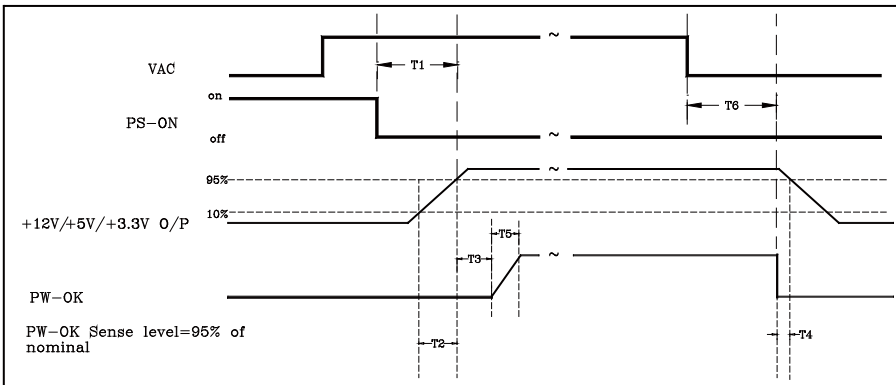 ~
VAC
T1
on
T6
PS-ON
~
off
~
95%
10%
+12V/+5V/+3.3V O/P
T5
T3
~
PW-OK
PW-OK Sense level=95% of
nominal
T2
T4